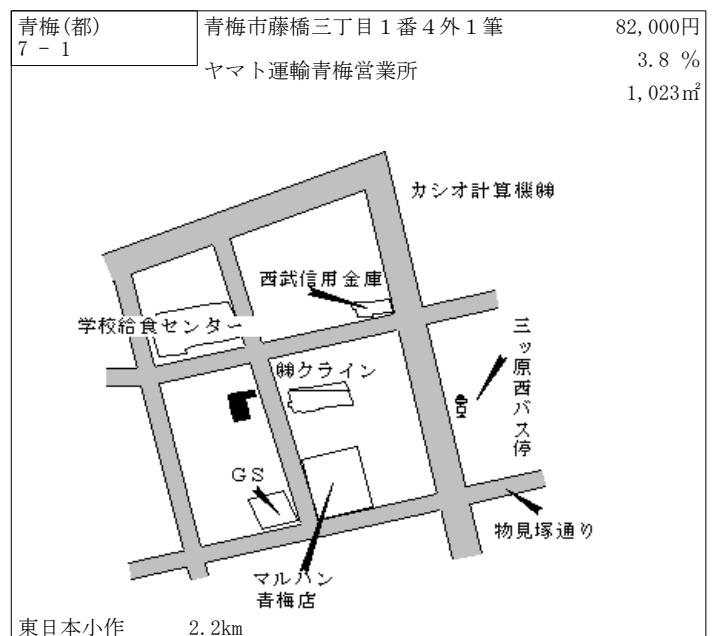 青梅(都)
7 - 1
青梅市藤橋三丁目1番4外1筆
82,000円
ヤマト運輸青梅営業所
3.8 %
1,023㎡
カシオ計算機㈱
西武信用金庫
学校給食センター
㈱クライン
三ッ原西バス停
GS
物見塚通り
マルハン
青梅店
東日本小作 2.2km